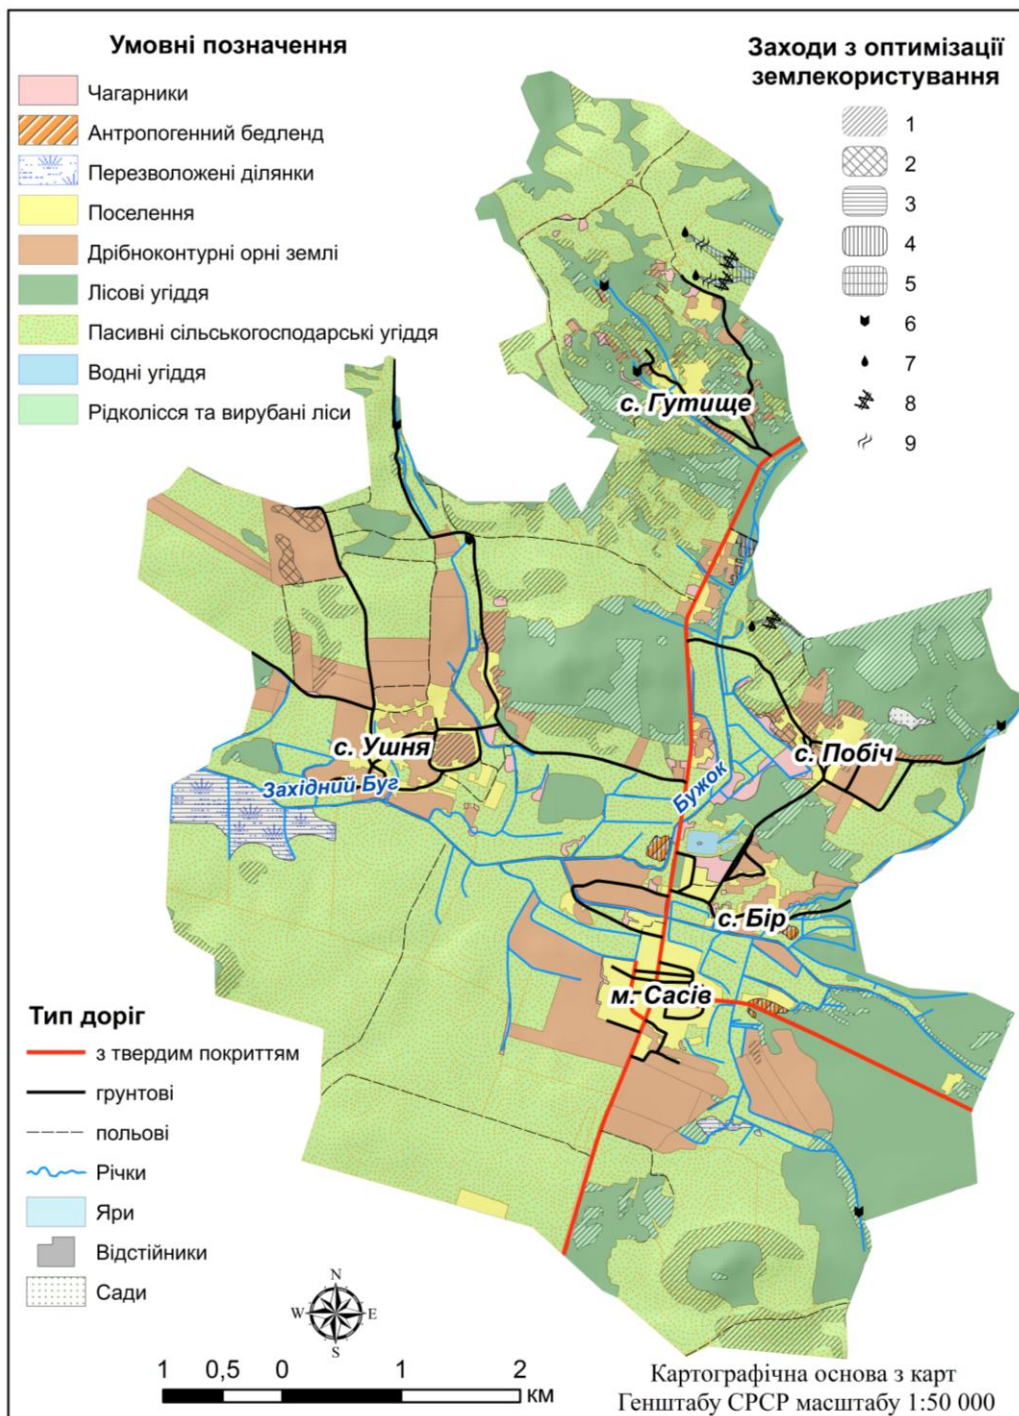 Умовні позначення
Чагарники
Антропогенний бедленд
Перезволожені ділянки
Поселення
Дрібноконтурні орні землі
Лісові угіддя
Пасивні сільськогосподарські угіддя
Водні угіддя
Рідколісся та вирубані ліси
Заходи з оптимізації
землекористування
1
2
3
4
5
6
7
8
9
с. Гутище
с. Ушня
Західний Буг
Бужок
с. Побіч
с. Бір
м. Сасів
Тип доріг
з твердим покриттям
грунтові
польові
Річки
Яри
Відстійники
Сади
N
W
E
S
1 0,5 0 1 2
км
Картографічна основа з карт
Генштабу СРСР масштабу 1:50 000